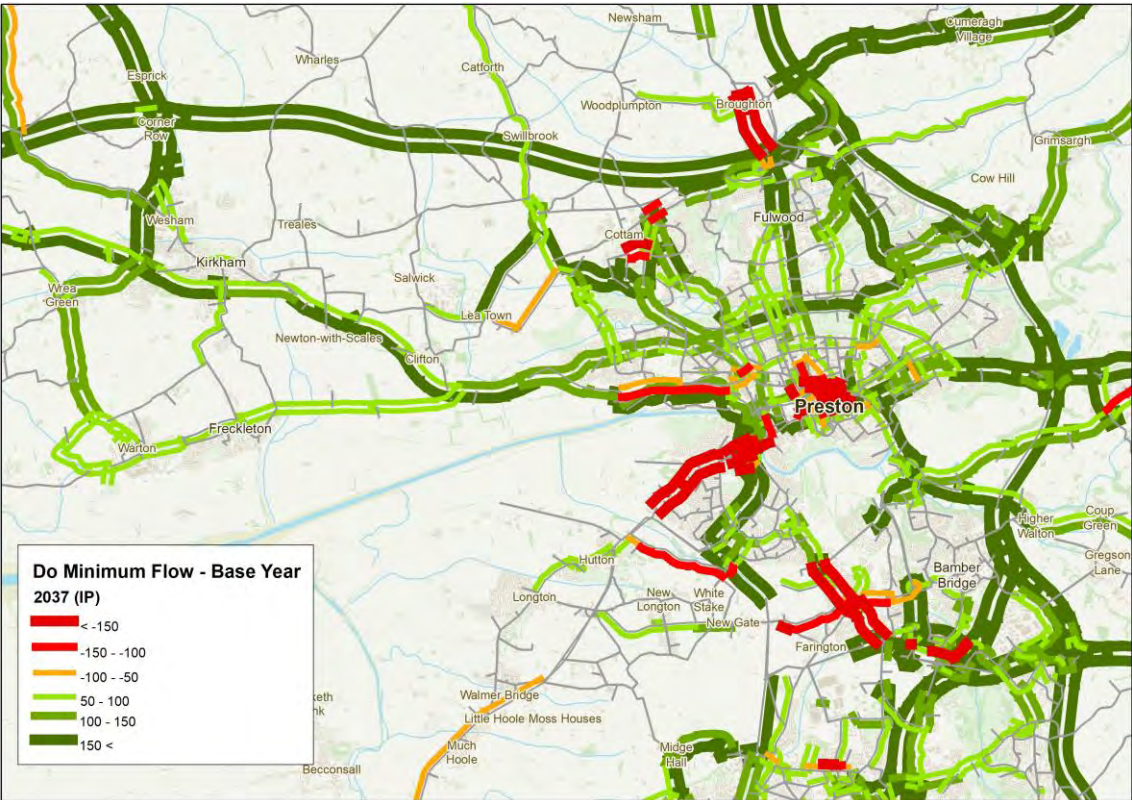 Newsham
Cumeragh
Village
Wharles
Catforth
Esprick
Woodplumpton
Broughton
Corner
Row
Swillbrook
Grimsargh
Cow Hill
Wesham
Treales
Fulwood
Cottam
Kirkham
Salwick
Wrea
Green
Lea Town
Newton-with-Scales
Clifton
Preston
Freckleton
Warton
Higher
Walton
Coup
Green
Gregson
Lane
Hutton
Bamber
Bridge
Longton
New
Longton
White
Stake
New Gate
Farington
Walmer Bridge
Little Hoole Moss Houses
Much
Hoole
Midge
Hall
Becconsall
keth
nk
Do Minimum Flow - Base Year
2037 (IP)
< -150
-150 - -100
-100 - -50
50 - 100
100 - 150
150 <